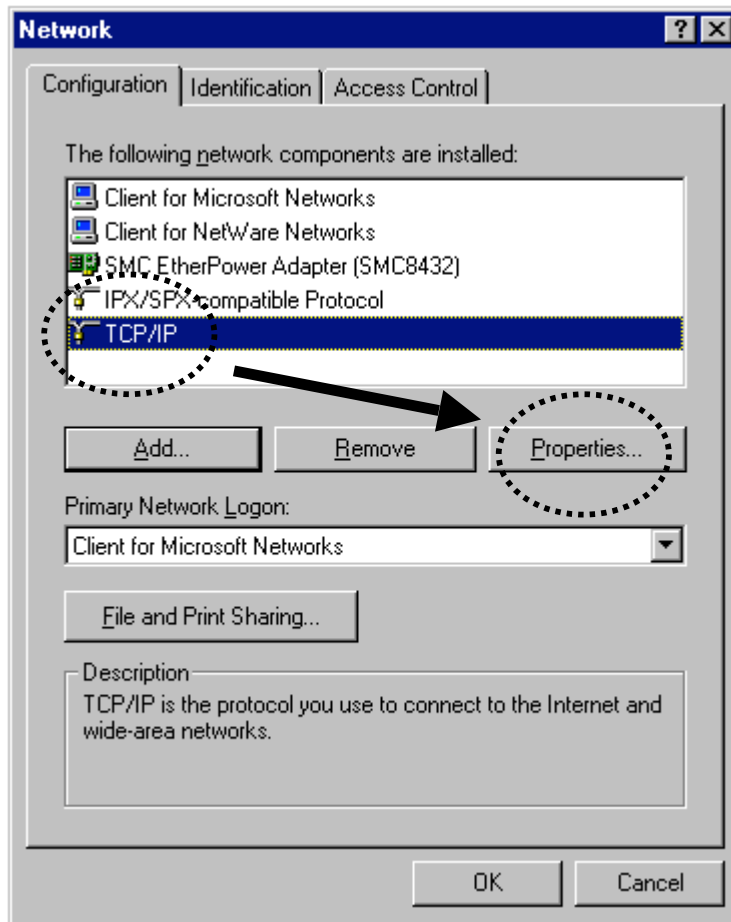 Network
Configuration Identification Access Control
The following network components are installed:
Client for Microsoft Networks
Client for NetWare Networks
SMC EtherPower Adapter (SMC8432)
IPX/SPX-compatible Protocol
TCP/IP
Add... Remove Properties...
Primary Network Logon:
Client for Microsoft Networks
File and Print Sharing...
Description
TCP/IP is the protocol you use to connect to the Internet and
wide-area networks.
OK Cancel